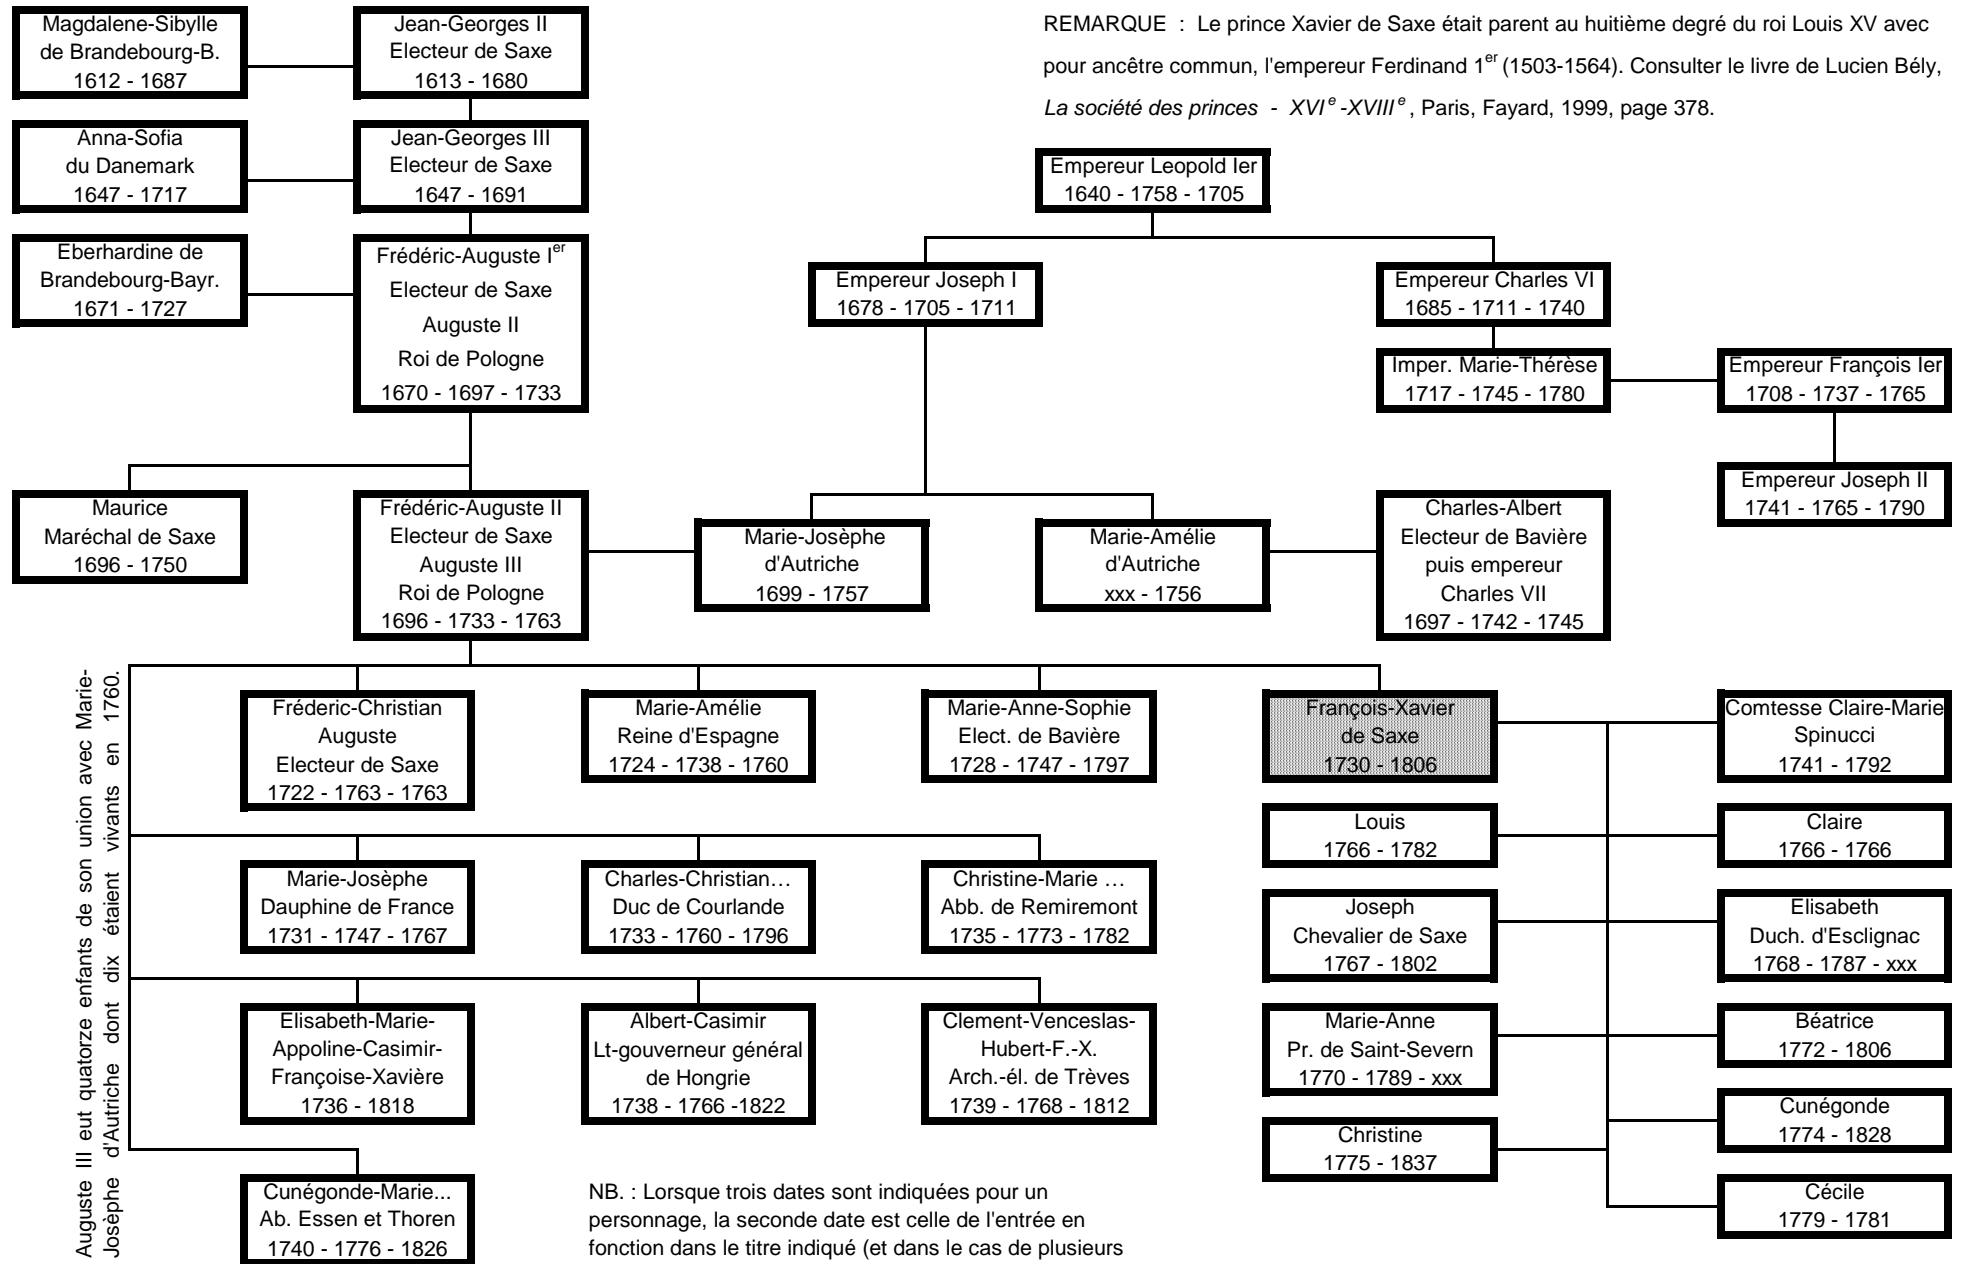 Magdalene-Sibylle
de Brandebourg-B.
1612 - 1687
Jean-Georges II
Electeur de Saxe
1613 - 1680
REMARQUE : Le prince Xavier de Saxe était parent au huitième degré du roi Louis XV avec
pour ancêtre commun, l'empereur Ferdinand 1er (1503-1564). Consulter le livre de Lucien Bély,
La société des princes - XVIe-XVIIIe, Paris, Fayard, 1999, page 378.
Anna-Sofia
du Danemark
1647 - 1717
Jean-Georges III
Electeur de Saxe
1647 - 1691
Empereur Leopold Ier
1640 - 1758 - 1705
Eberhardine de
Brandebourg-Bayr.
1671 - 1727
Frédéric-Auguste Ier
Electeur de Saxe
Auguste II
Roi de Pologne
1670 - 1697 - 1733
Empereur Joseph I
1678 - 1705 - 1711
Empereur Charles VI
1685 - 1711 - 1740
Imper. Marie-Thérèse
1717 - 1745 - 1780
Empereur François Ier
1708 - 1737 - 1765
Empereur Joseph II
1741 - 1765 - 1790
Maurice
Maréchal de Saxe
1696 - 1750
Frédéric-Auguste II
Electeur de Saxe
Auguste III
Roi de Pologne
1696 - 1733 - 1763
Marie-Josèphe
d'Autriche
1699 - 1757
Marie-Amélie
d'Autriche
xxx - 1756
Charles-Albert
Electeur de Bavière
puis empereur
Charles VII
1697 - 1742 - 1745
Auguste III eut quatorze enfants de son union avec Marie-
Josèphe d'Autriche dont dix étaient vivants en 1760.
Fréderic-Christian
Auguste
Electeur de Saxe
1722 - 1763 - 1763
Marie-Amélie
Reine d'Espagne
1724 - 1738 - 1760
Marie-Anne-Sophie
Elect. de Bavière
1728 - 1747 - 1797
François-Xavier
de Saxe
1730 - 1806
Comtesse Claire-Marie
Spinucci
1741 - 1792
Louis
1766 - 1782
Claire
1766 - 1766
Marie-Josèphe
Dauphine de France
1731 - 1747 - 1767
Charles-Christian…
Duc de Courlande
1733 - 1760 - 1796
Christine-Marie …
Abb. de Remiremont
1735 - 1773 - 1782
Joseph
Chevalier de Saxe
1767 - 1802
Elisabeth
Duch. d'Esclignac
1768 - 1787 - xxx
Elisabeth-Marie-
Appoline-Casimir-
Françoise-Xavière
1736 - 1818
Albert-Casimir
Lt-gouverneur général
de Hongrie
1738 - 1766 -1822
Clement-Venceslas-
Hubert-F.-X.
Arch.-él. de Trèves
1739 - 1768 - 1812
Marie-Anne
Pr. de Saint-Severn
1770 - 1789 - xxx
Béatrice
1772 - 1806
Cunégonde
1774 - 1828
Christine
1775 - 1837
Cécile
1779 - 1781
Cunégonde-Marie...
Ab. Essen et Thoren
1740 - 1776 - 1826
NB. : Lorsque trois dates sont indiquées pour un
personnage, la seconde date est celle de l'entrée en
fonction dans le titre indiqué (et dans le cas de plusieurs